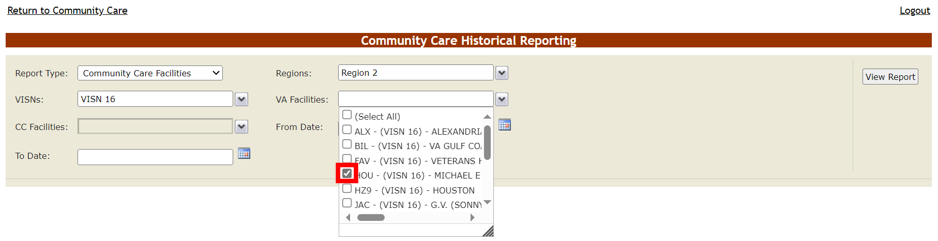 Return to Community Care
Logout
Community Care Historical Reporting
Report Type: Community Care Facilities
Regions: Region 2
View Report
VISNs: VISN 16
VA Facilities:
(Select All)
CC Facilities:
From Date:
ALX - (VISN 16) - ALEXANDRI
BIL - (VISN 16) - VA GULF CO
FAV - (VISN 16) - VETERANS
To Date:
HOU - (VISN 16) - MICHAEL E
HZ9 - (VISN 16) - HOUSTON
JAC - (VISN 16) - G.V. (SONNY